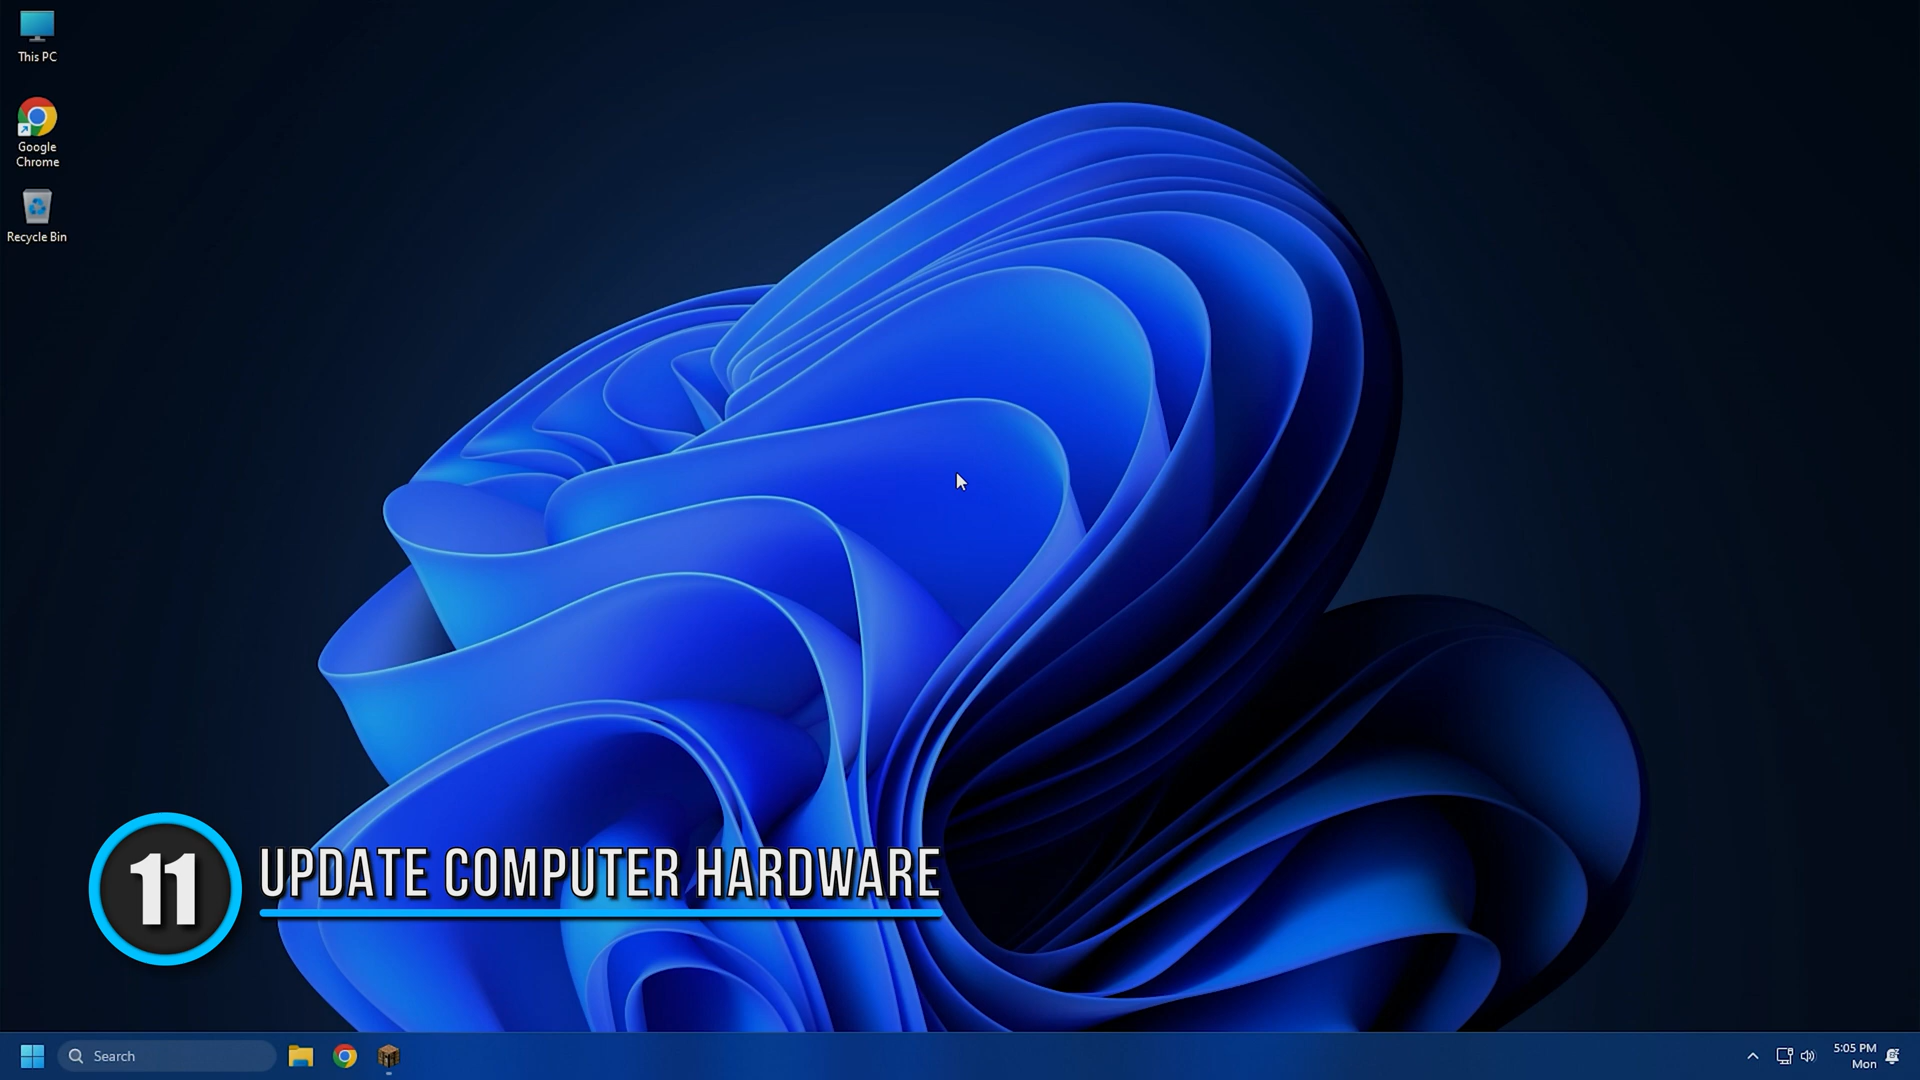 This PC
Google
Chrome
Recycle Bin
11
UPDATE COMPUTER HARDWARE
Search
5:05 PM
Mon